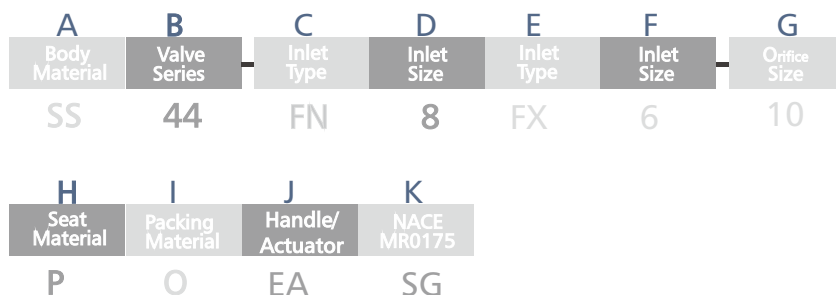 A B C D E F G
Body Material Valve Series Inlet Type Inlet Size Inlet Type Inlet Size Orifice Size
SS 44 FN 8 FX 6 10
H I J K
Seat Material Packing Material Handle/ Actuator NACE MR0175
P O EA SG